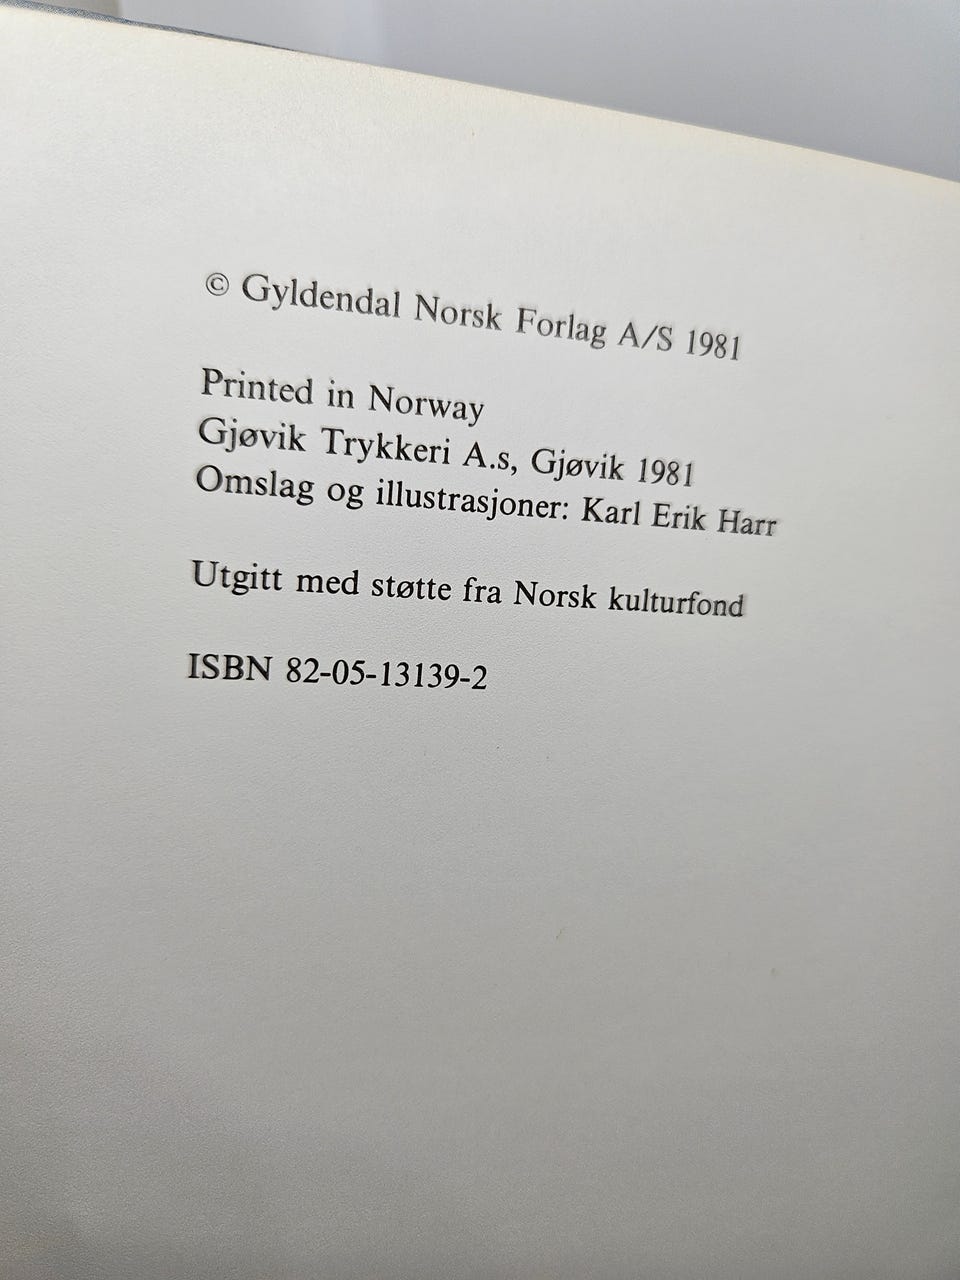 © Gyldendal Norsk Forlag A/S 1981
Printed in Norway
Gjøvik Trykkeri A.s, Gjøvik 1981
Omslag og illustrasjoner: Karl Erik Harr
Utgitt med støtte fra Norsk kulturfond
ISBN 82-05-13139-2